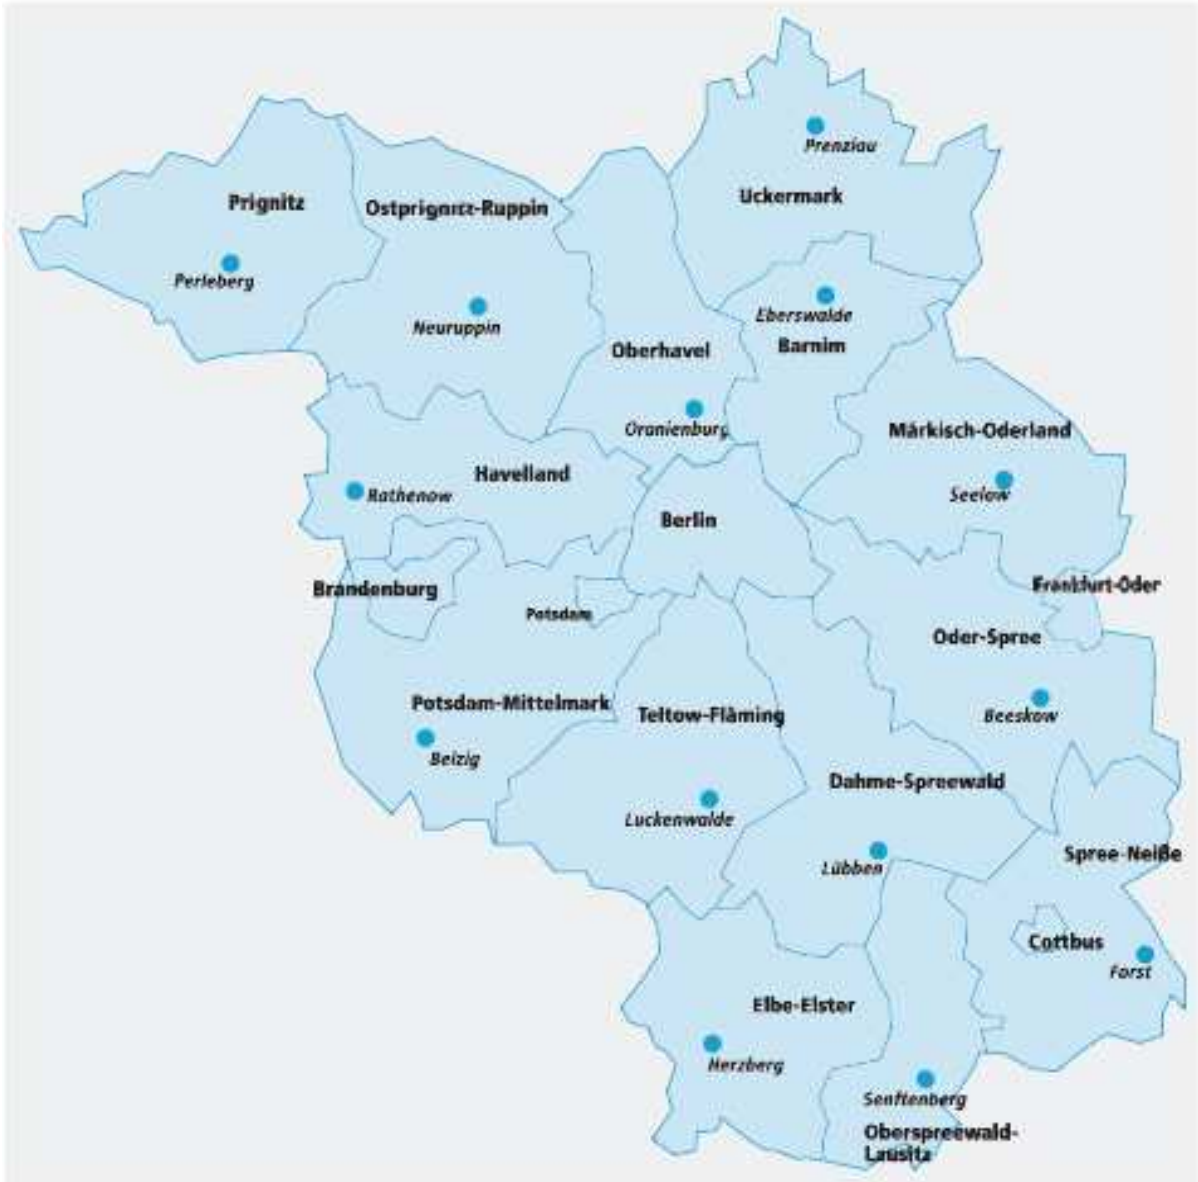 Prenzlau
Uckermark
Prignitz
Ostprignitz-Ruppin
Perleberg
Eberswalde
Neuruppin
Barnim
Oberhavel
Oranienburg
Märkisch-Oderland
Havelland
Rathenow
Seelow
Berlin
Brandenburg
Frankfurt-Oder
Potsdam
Oder-Spree
Potsdam-Mittelmark
Teltow-Fläming
Beeskow
Belzig
Dahme-Spreewald
Luckenwalde
Spree-Neiße
Lübben
Cottbus
Forst
Elbe-Elster
Herzberg
Senftenberg
Oberspreewald-
Lausitz